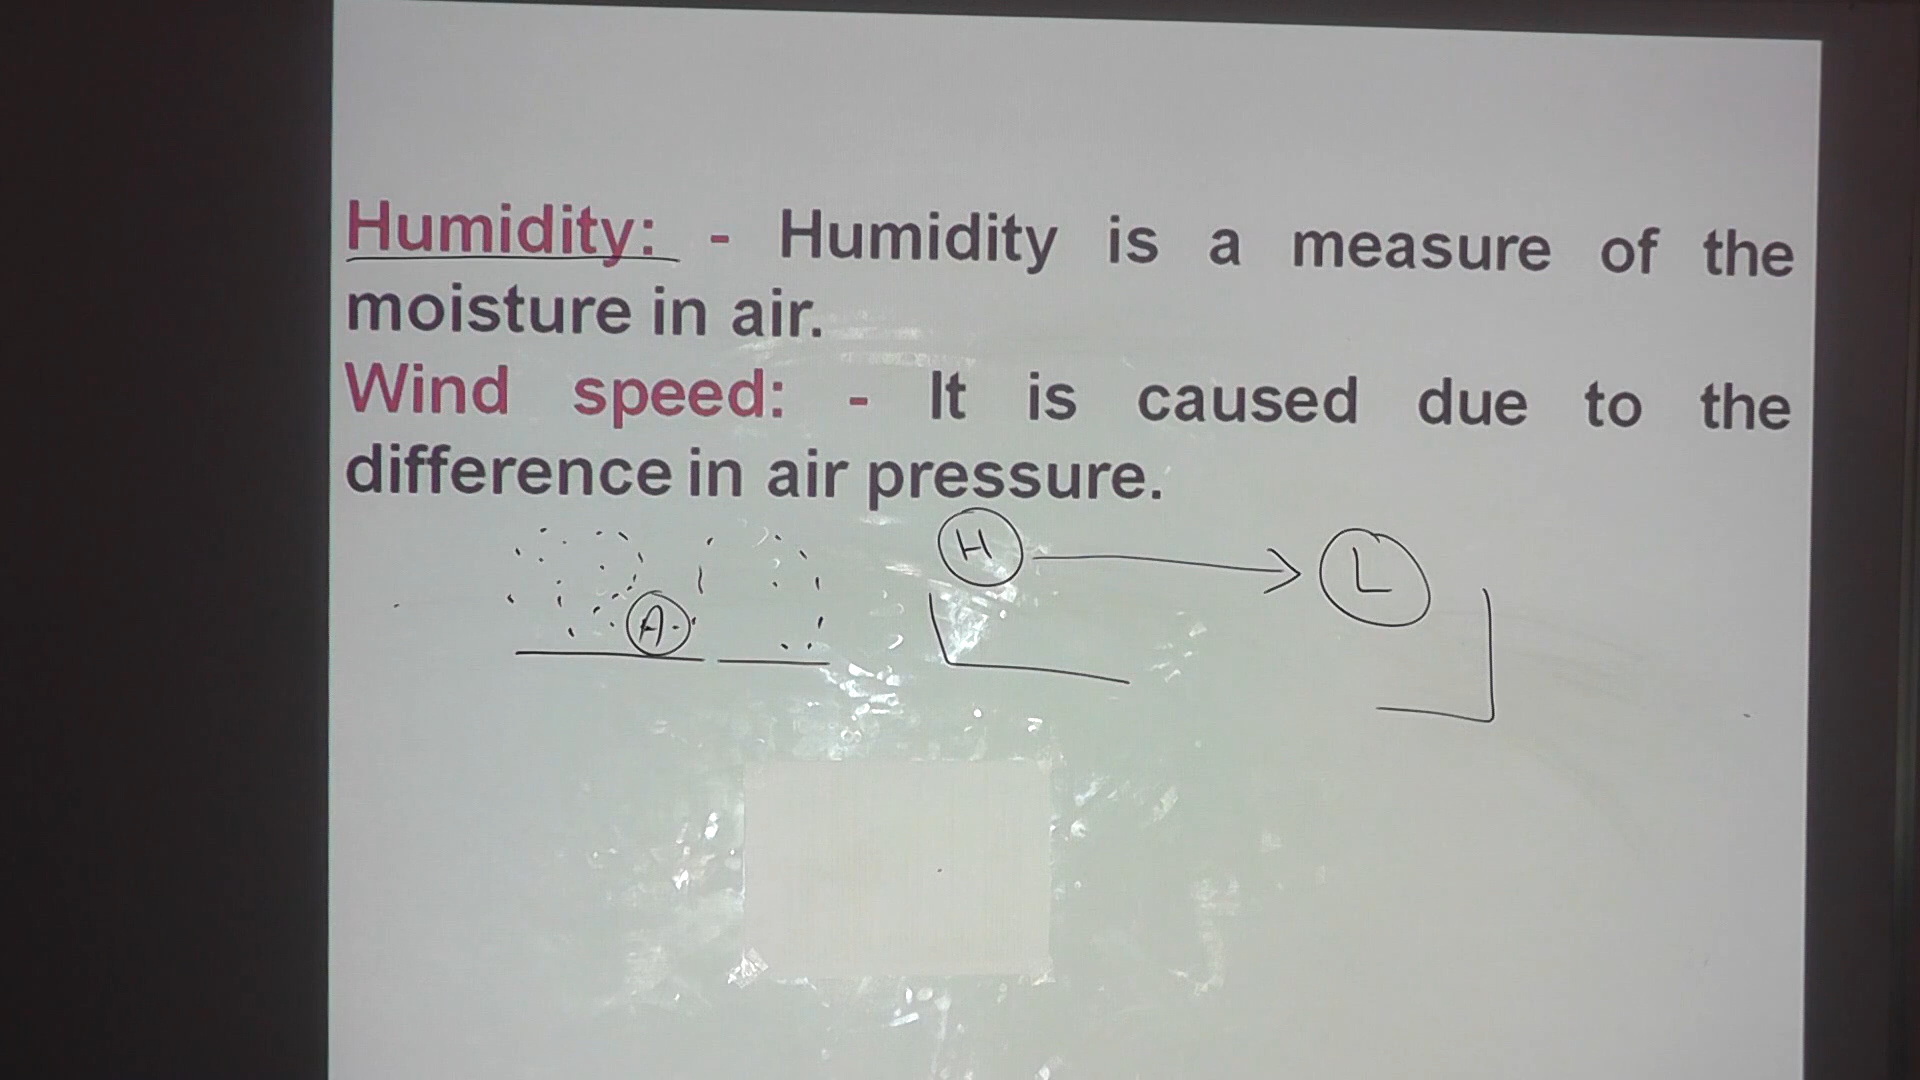 Humidity: - Humidity is a measure of the
moisture in air.
Wind speed: - It is caused due to the
difference in air pressure.
H L
A